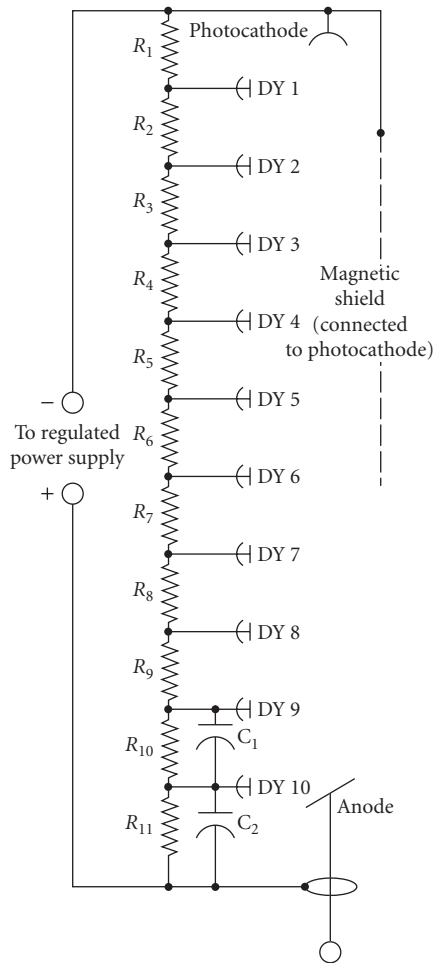 Photocathode
R1
DY 1
R2
DY 2
R3
DY 3
Magnetic
shield
(connected
to photocathode)
R4
DY 4
R5
DY 5
−
To regulated
power supply
+
R6
DY 6
R7
DY 7
R8
DY 8
R9
DY 9
C1
R10
DY 10
Anode
C2
R11